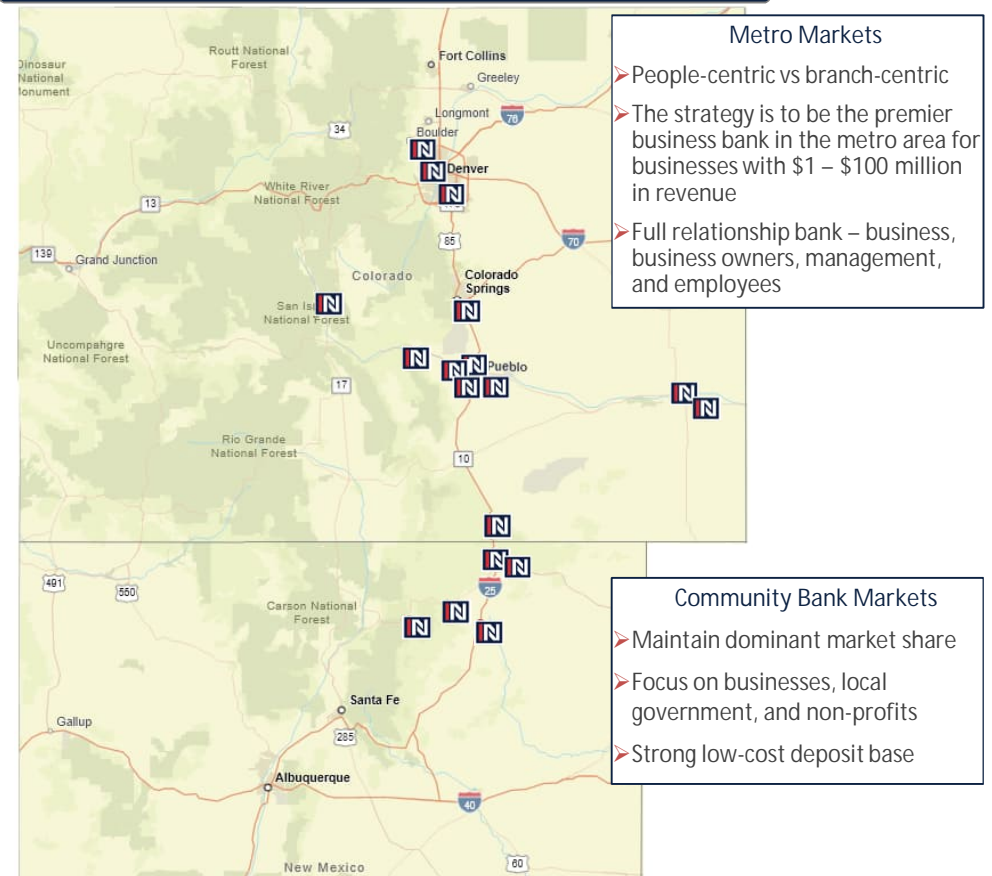 Metro Markets
➢People-centric vs branch-centric
➢The strategy is to be the premier
business bank in the metro area for
businesses with $1 – $100 million
in revenue
➢Full relationship bank – business,
business owners, management,
and employees
Dinosaur
National
Monument
Routt National
Forest
Fort Collins
Greeley
Longmont
76
34
Boulder
Denver
White River
National Forest
13
85
70
139
Grand Junction
Colorado
Colorado
Springs
San Is
National Forest
Uncompahgre
National Forest
Pueblo
17
Rio Grande
National Forest
10
N
491
550
25
Carson National
Forest
Community Bank Markets
➢Maintain dominant market share
➢Focus on businesses, local
government, and non-profits
➢Strong low-cost deposit base
Santa Fe
Gallup
285
Albuquerque
40
60
New Mexico